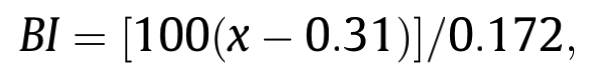 BI = [100(x − 0.31)]/0.172,